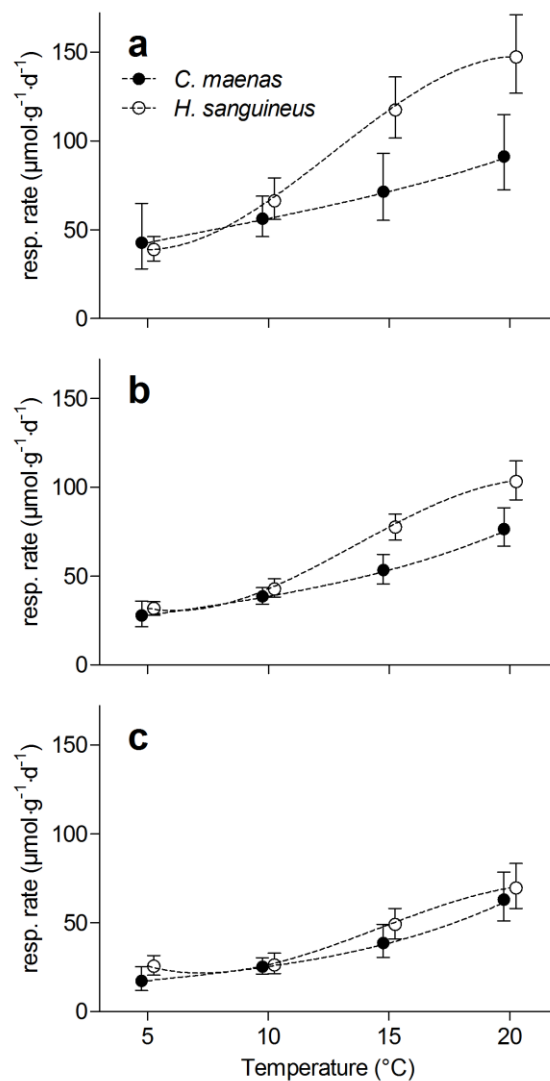 a
C. maenas
H. sanguineus
150
100
50
0
resp. rate (µmol·g⁻¹·d⁻¹)
b
150
100
50
0
resp. rate (µmol·g⁻¹·d⁻¹)
c
150
100
50
0
resp. rate (µmol·g⁻¹·d⁻¹)
5 10 15 20
Temperature (°C)